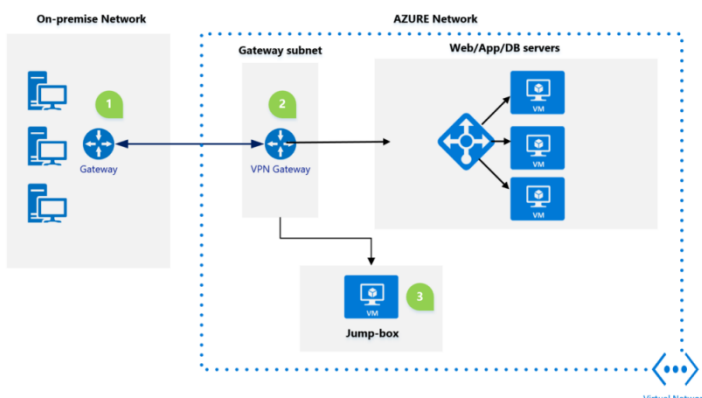 On-premise Network
AZURE Network
Gateway subnet
Web/App/DB servers
1
2
VM
Gateway
VPN Gateway
VM
VM
3
VM
Jump-box
Virtual